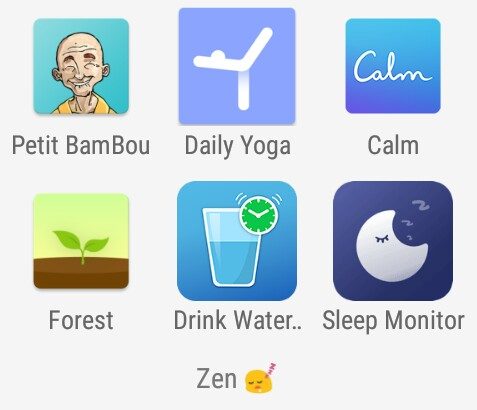 Calm
Petit BamBou Daily Yoga Calm
Forest Drink Water.. Sleep Monitor
Zen 😴